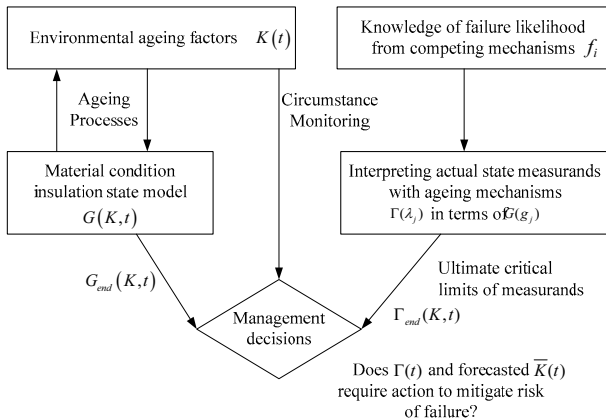 Environmental ageing factors K(t)
Knowledge of failure likelihood
from competing mechanisms f_i
Ageing
Processes
Circumstance
Monitoring
Material condition
insulation state model
G(K,t)
Interpreting actual state measurands
with ageing mechanisms
Γ(λ_j) in terms of G(g_j)
G_end(K,t)
Ultimate critical
limits of measurands
Γ_end(K,t)
Management
decisions
Does Γ(t) and forecasted K̅(t)
require action to mitigate risk
of failure?